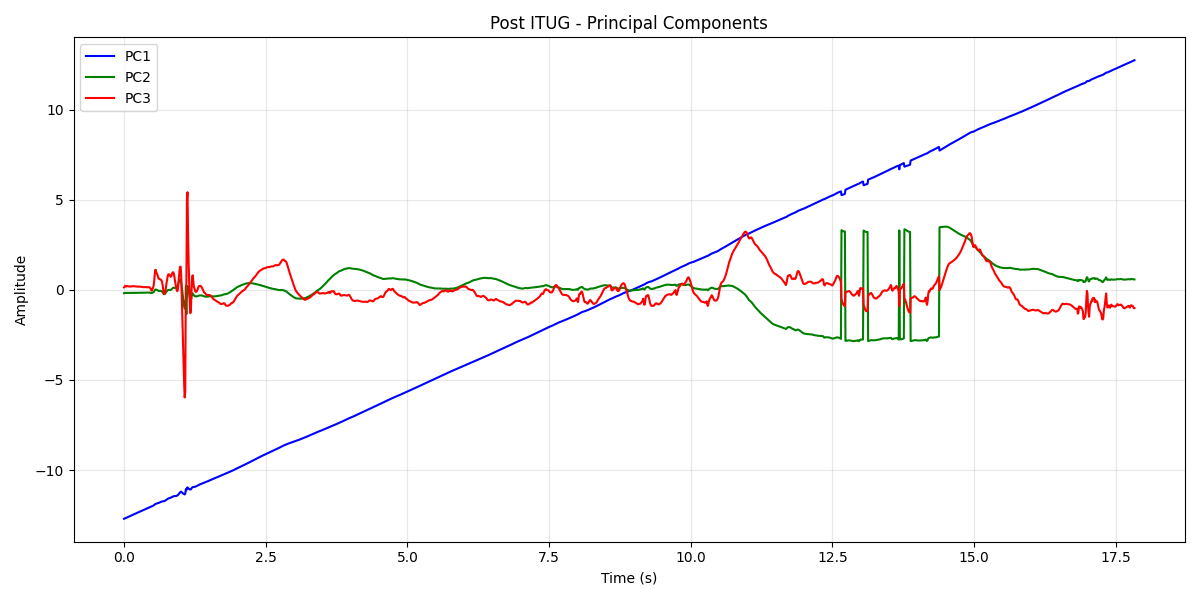 Post ITUG - Principal Components
PC1
PC2
PC3
Amplitude
10
5
0
−5
−10
0.0 2.5 5.0 7.5 10.0 12.5 15.0 17.5
Time (s)